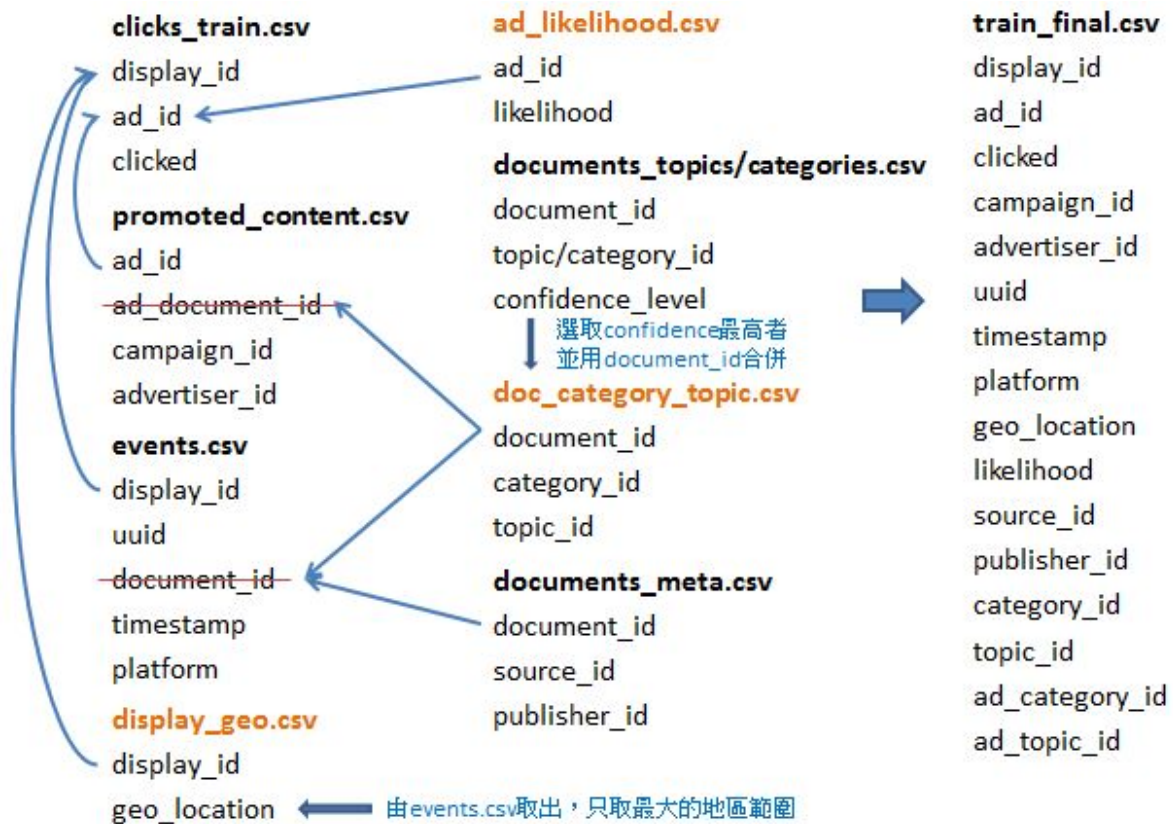 clicks_train.csv
display_id
ad_id
clicked
promoted_content.csv
ad_id
ad_document_id
campaign_id
advertiser_id
events.csv
display_id
uuid
document_id
timestamp
platform
display_geo.csv
display_id
geo_location
由events.csv取出，只取最大的地區範圍
ad_likelihood.csv
ad_id
likelihood
documents_topics/categories.csv
document_id
topic/category_id
confidence_level
選取confidence最高者
並用document_id合併
doc_category_topic.csv
document_id
category_id
topic_id
documents_meta.csv
document_id
source_id
publisher_id
train_final.csv
display_id
ad_id
clicked
campaign_id
advertiser_id
uuid
timestamp
platform
geo_location
likelihood
source_id
publisher_id
category_id
topic_id
ad_category_id
ad_topic_id